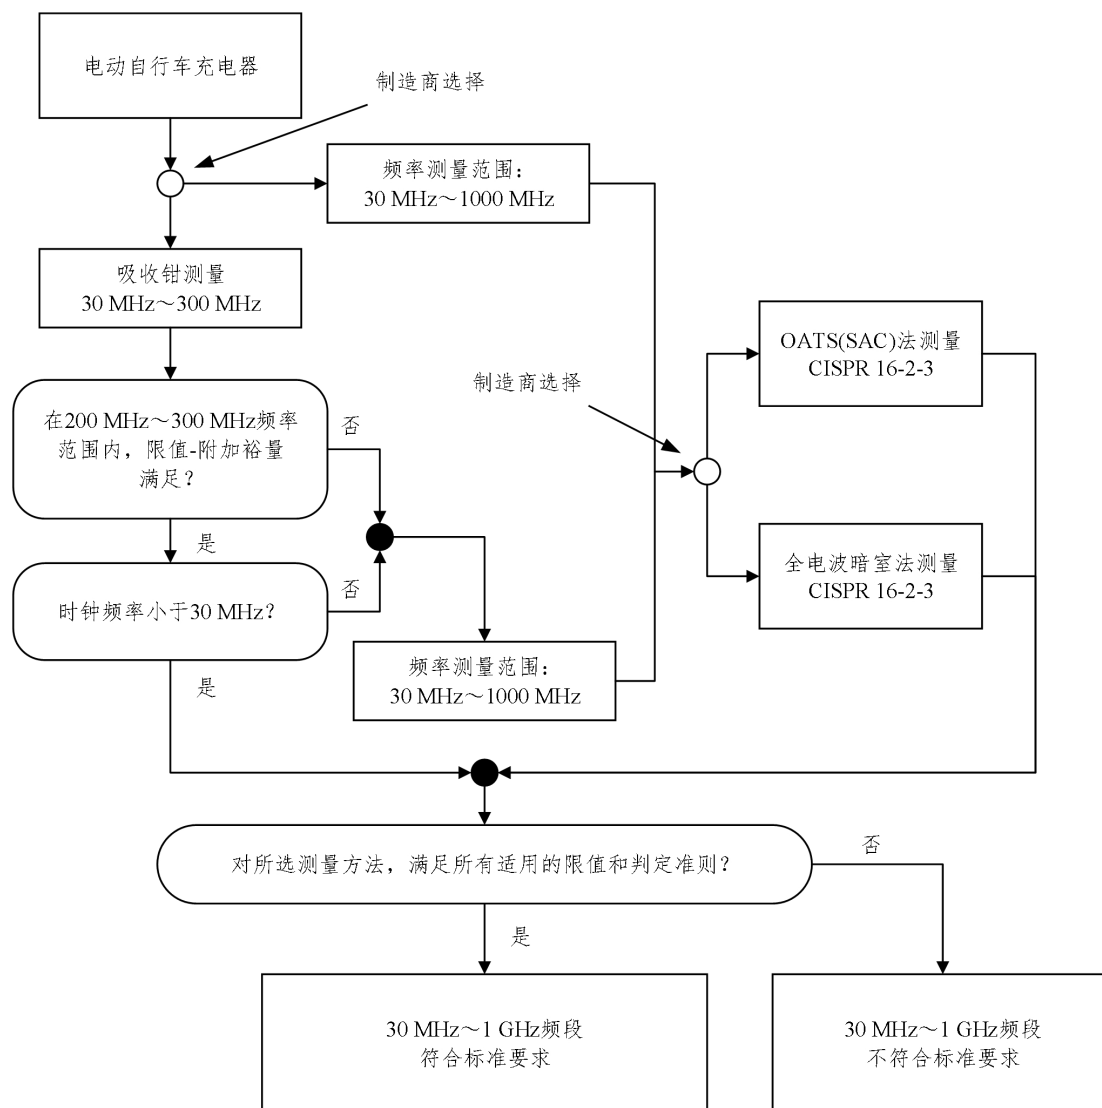 电动自行车充电器
制造商选择
频率测量范围：
30 MHz～1000 MHz
吸收钳测量
30 MHz～300 MHz
OATS(SAC)法测量
CISPR 16-2-3
制造商选择
在200 MHz～300 MHz频率
范围内，限值-附加裕量
满足？
否
是
全电波暗室法测量
CISPR 16-2-3
时钟频率小于30 MHz？
否
是
频率测量范围：
30 MHz～1000 MHz
对所选测量方法，满足所有适用的限值和判定准则？
否
是
30 MHz～1 GHz频段
符合标准要求
30 MHz～1 GHz频段
不符合标准要求